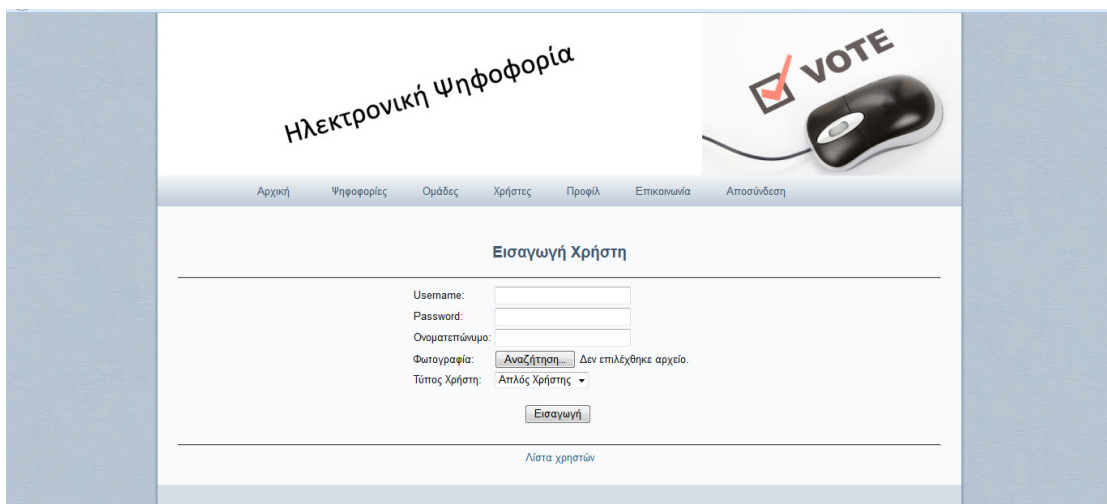 Ηλεκτρονική Ψηφοφορία
VOTE
Αρχική Ψηφοφορίες Ομάδες Χρήστες Προφίλ Επικοινωνία Αποσύνδεση
Εισαγωγή Χρήστη
Username:
Password:
Ονοματεπώνυμο:
Φωτογραφία: Αναζήτηση... Δεν επιλέχθηκε αρχείο.
Τύπος Χρήστη: Απλός Χρήστης
Εισαγωγή
Λίστα χρηστών